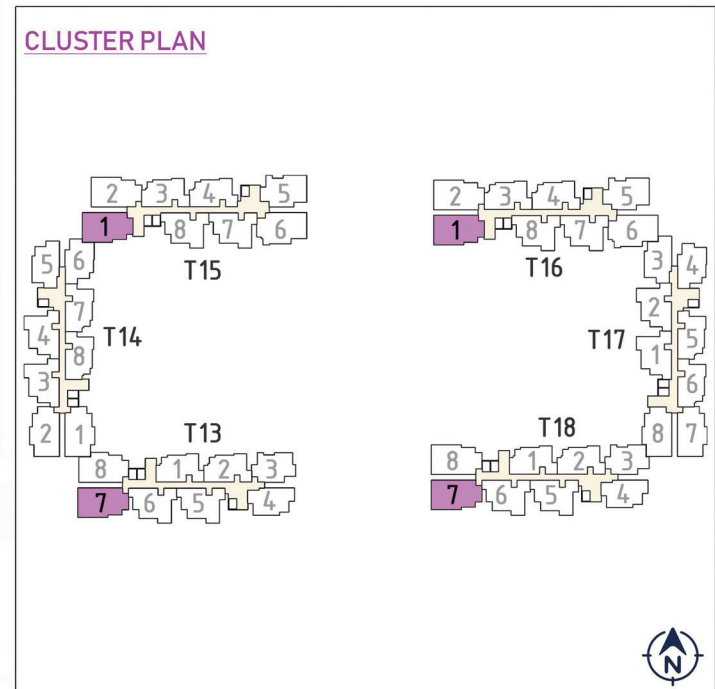 CLUSTER PLAN
2 3 4 5
1 8 7 6
T15
2 3 4 5
1 8 7 6
T16
5 6
4 7
3 8
2 1
T14
3 4
2 5
1 6
8 7
T17
T13
8 1 2 3
7 6 5 4
T18
8 1 2 3
7 6 5 4
N